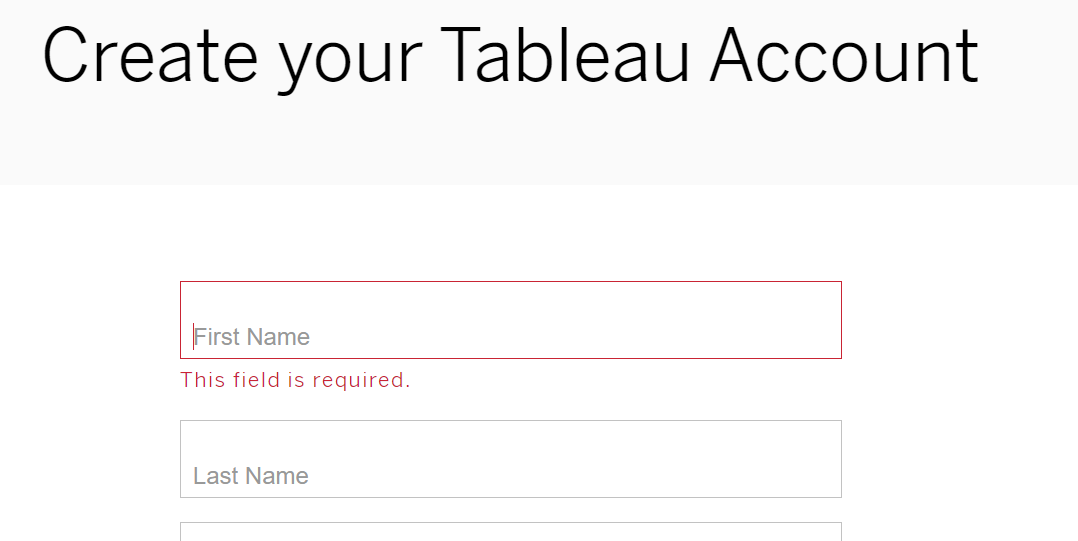 Create your Tableau Account
First Name
This field is required.
Last Name